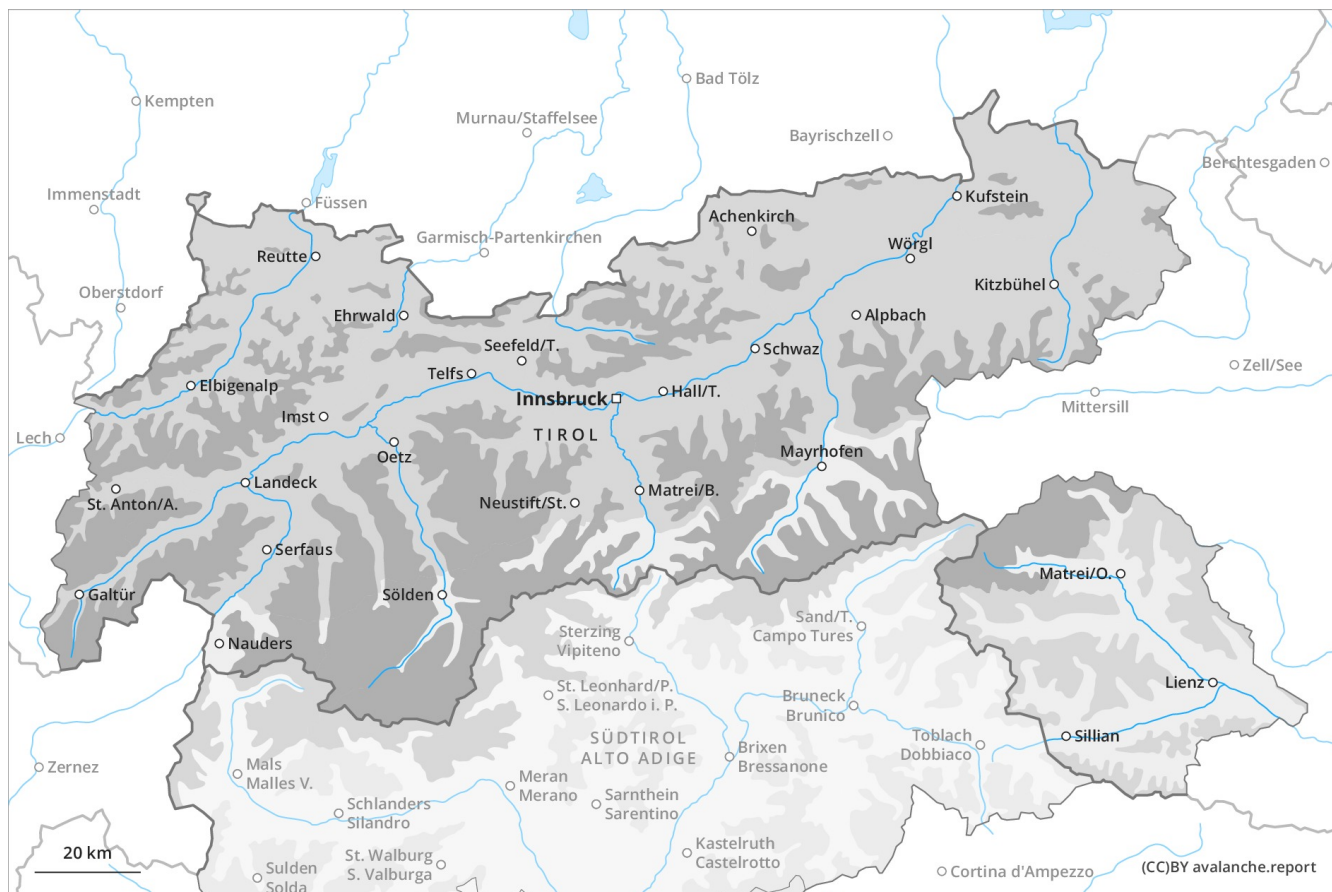 Bad Tölz
Kempten
Murnau/Staffelsee
Bayrischzell
Berchtesgaden
Immenstadt
Füssen
Kufstein
Achenkirch
Garmisch-Partenkirchen
Wörgl
Reutte
Kitzbühel
Oberstdorf
Ehrwald
Alpbach
Seefeld/T.
Schwaz
Zell/See
Telfs
Elbigenalp
Innsbruck
Hall/T.
Mittersill
Imst
Lech
TIROL
Oetz
Mayrhofen
Landeck
St. Anton/A.
Neustift/St.
Matrei/B.
Serfaus
Matrei/O.
Galtür
Sölden
Sand/T.
Campo Tures
Sterzing
Vipiteno
Nauders
Lienz
St. Leonhard/P.
S. Leonardo i. P.
Bruneck
Brunico
SÜDTIROL
ALTO ADIGE
Toblach
Dobbiaco
Sillian
Brixen
Bressanone
Zernez
Mals
Malles V.
Meran
Merano
Sarnthein
Sarentino
Schlanders
Silandro
Kastelruth
Castelrotto
20 km
St. Walburg
S. Valburga
Sulden
Solda
Cortina d'Ampezzo
(CC)BY avalanche.report